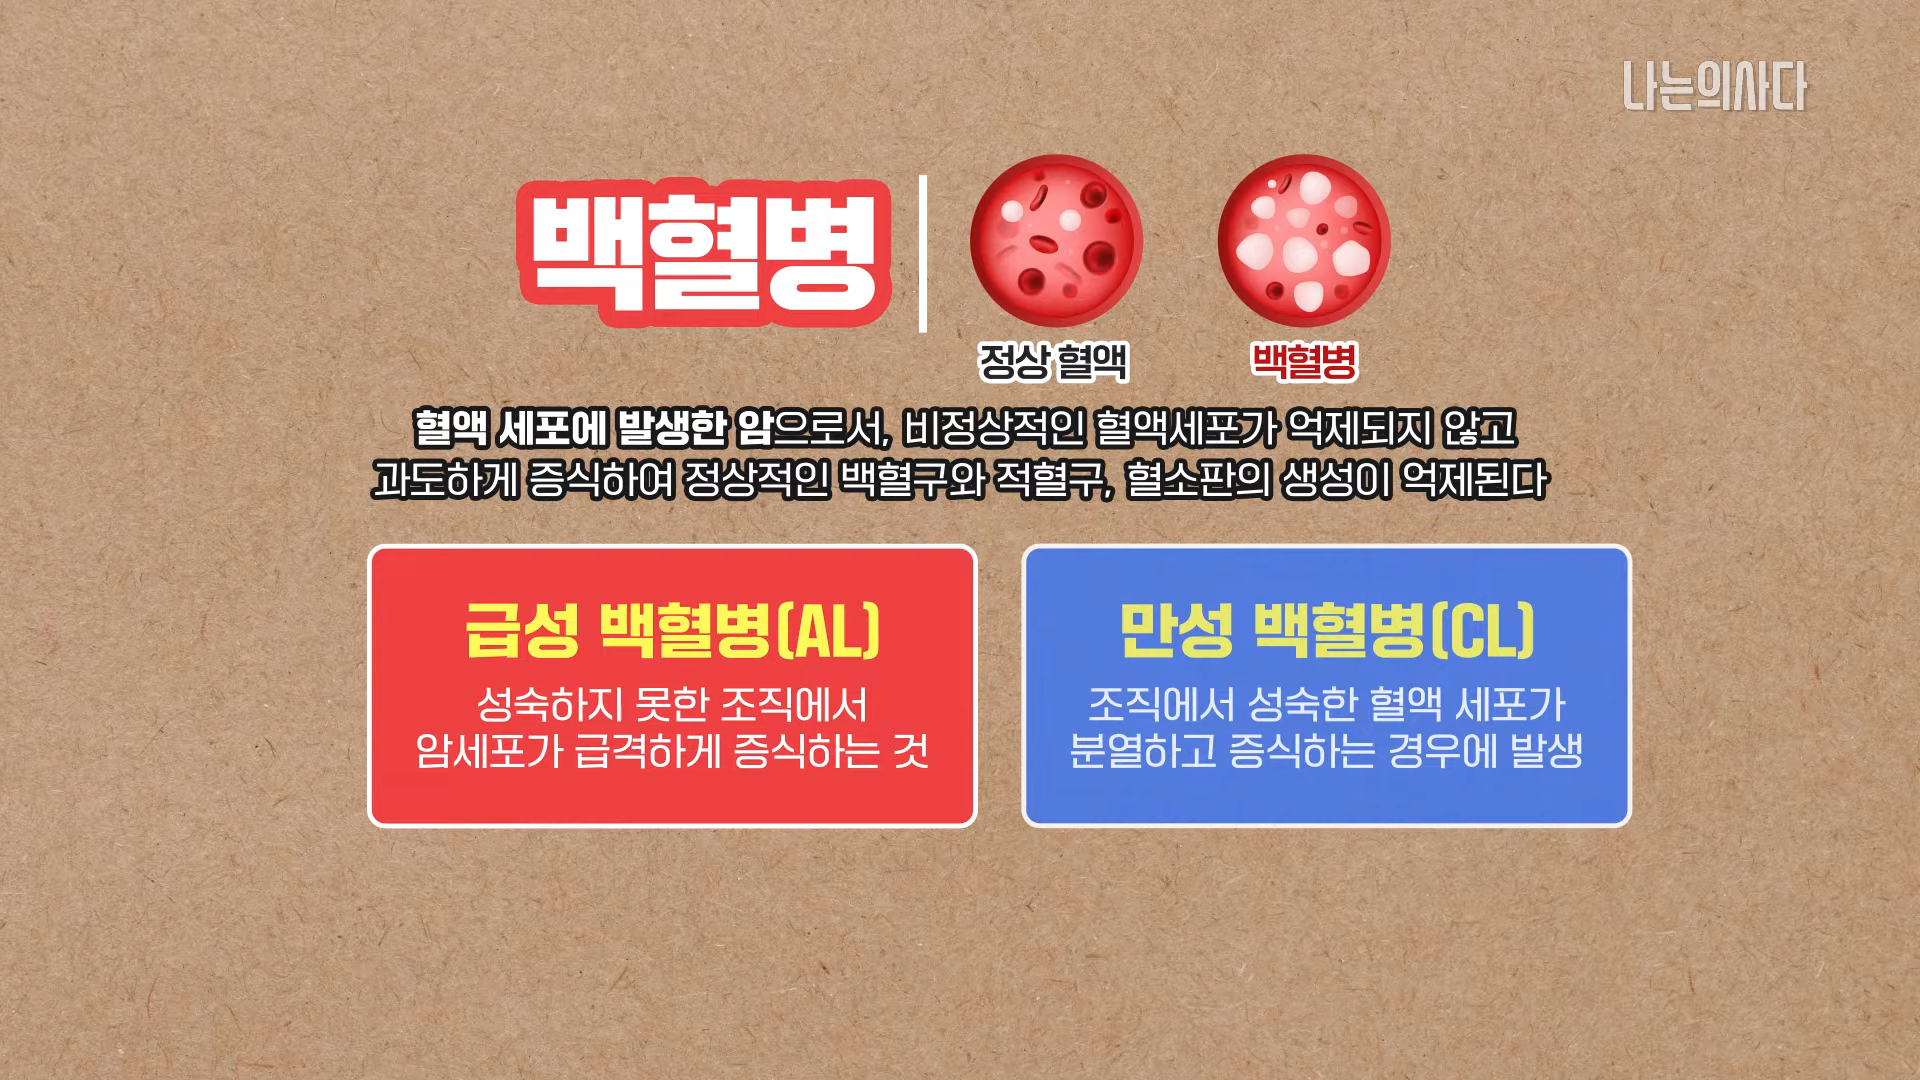 나는의사다
백혈병
정상 혈액
백혈병
혈액 세포에 발생한 암으로서, 비정상적인 혈액세포가 억제되지 않고
과도하게 증식하여 정상적인 백혈구와 적혈구, 혈소판의 생성이 억제된다
급성 백혈병(AL)
성숙하지 못한 조직에서
암세포가 급격하게 증식하는 것
만성 백혈병(CL)
조직에서 성숙한 혈액 세포가
분열하고 증식하는 경우에 발생